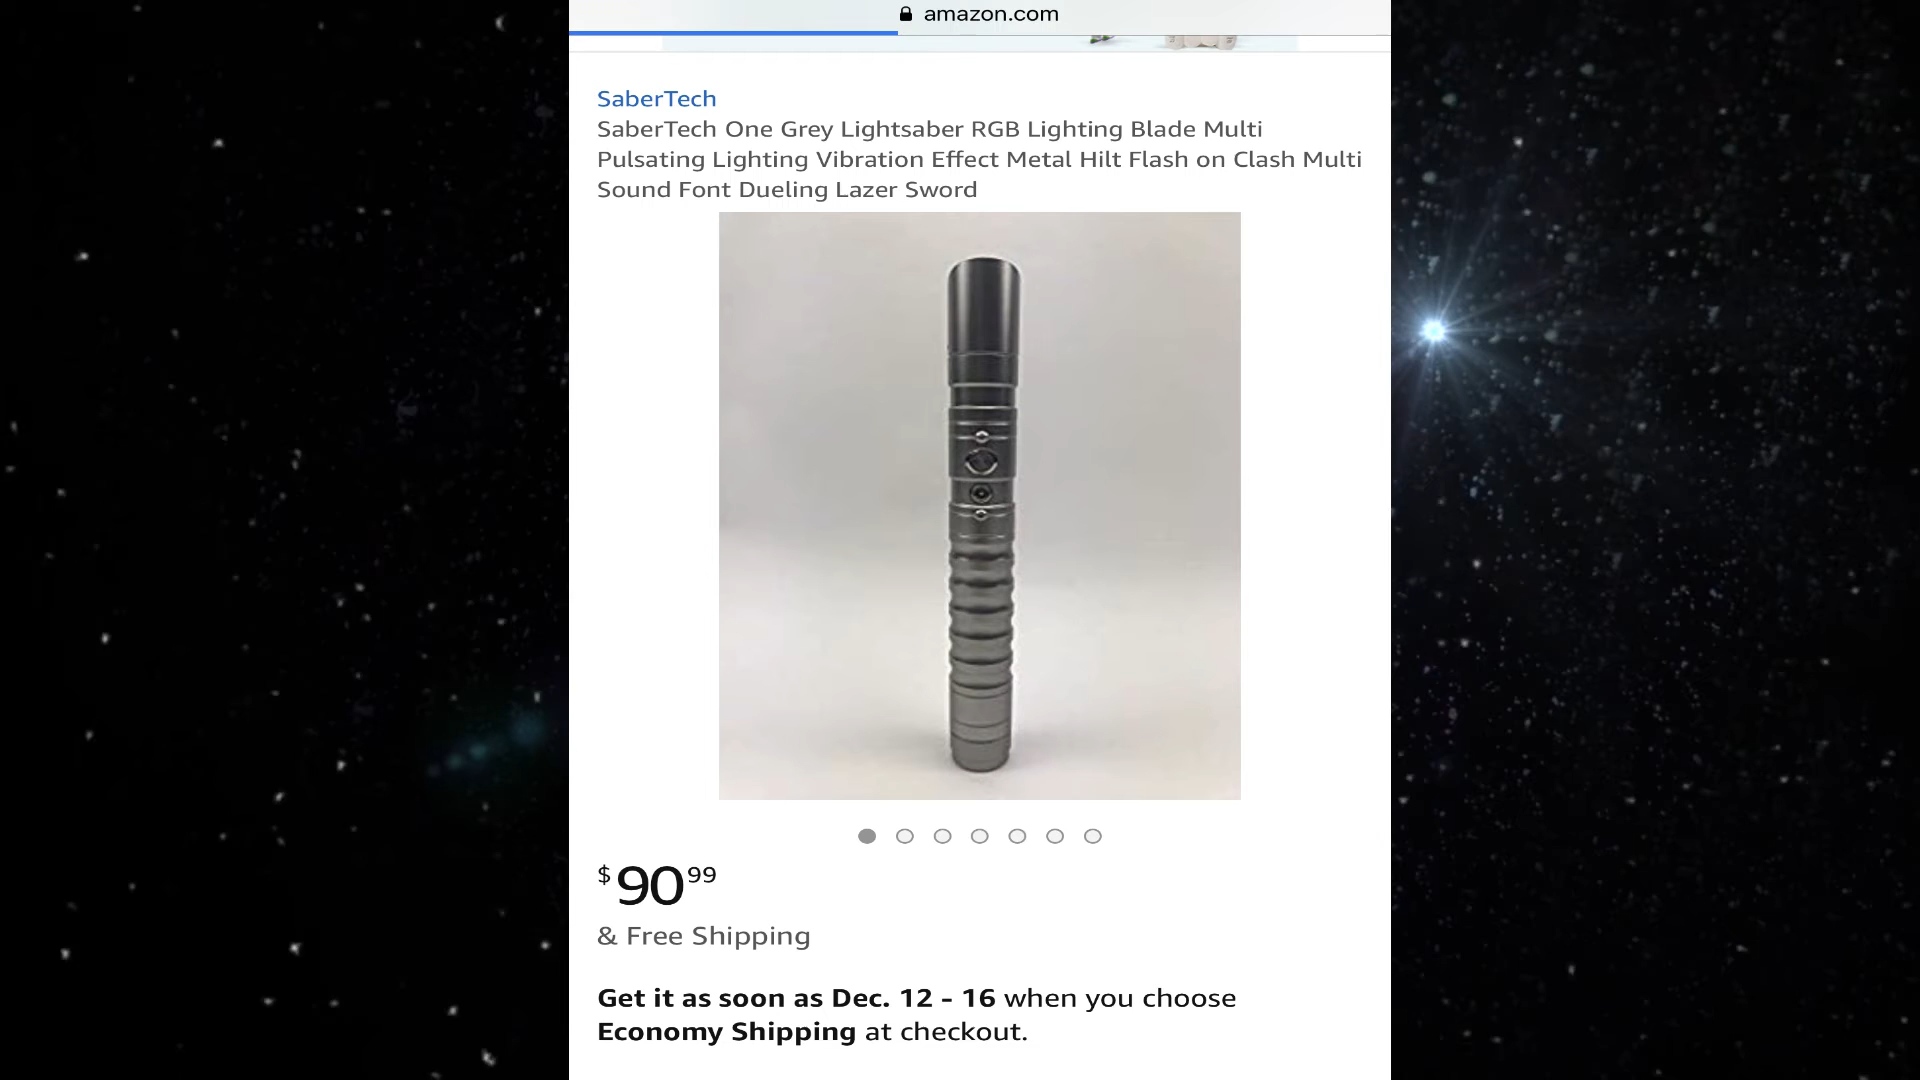 amazon.com
SaberTech
SaberTech One Grey Lightsaber RGB Lighting Blade Multi
Pulsating Lighting Vibration Effect Metal Hilt Flash on Clash Multi
Sound Font Dueling Lazer Sword
$90 99
& Free Shipping
Get it as soon as Dec. 12 - 16 when you choose
Economy Shipping at checkout.